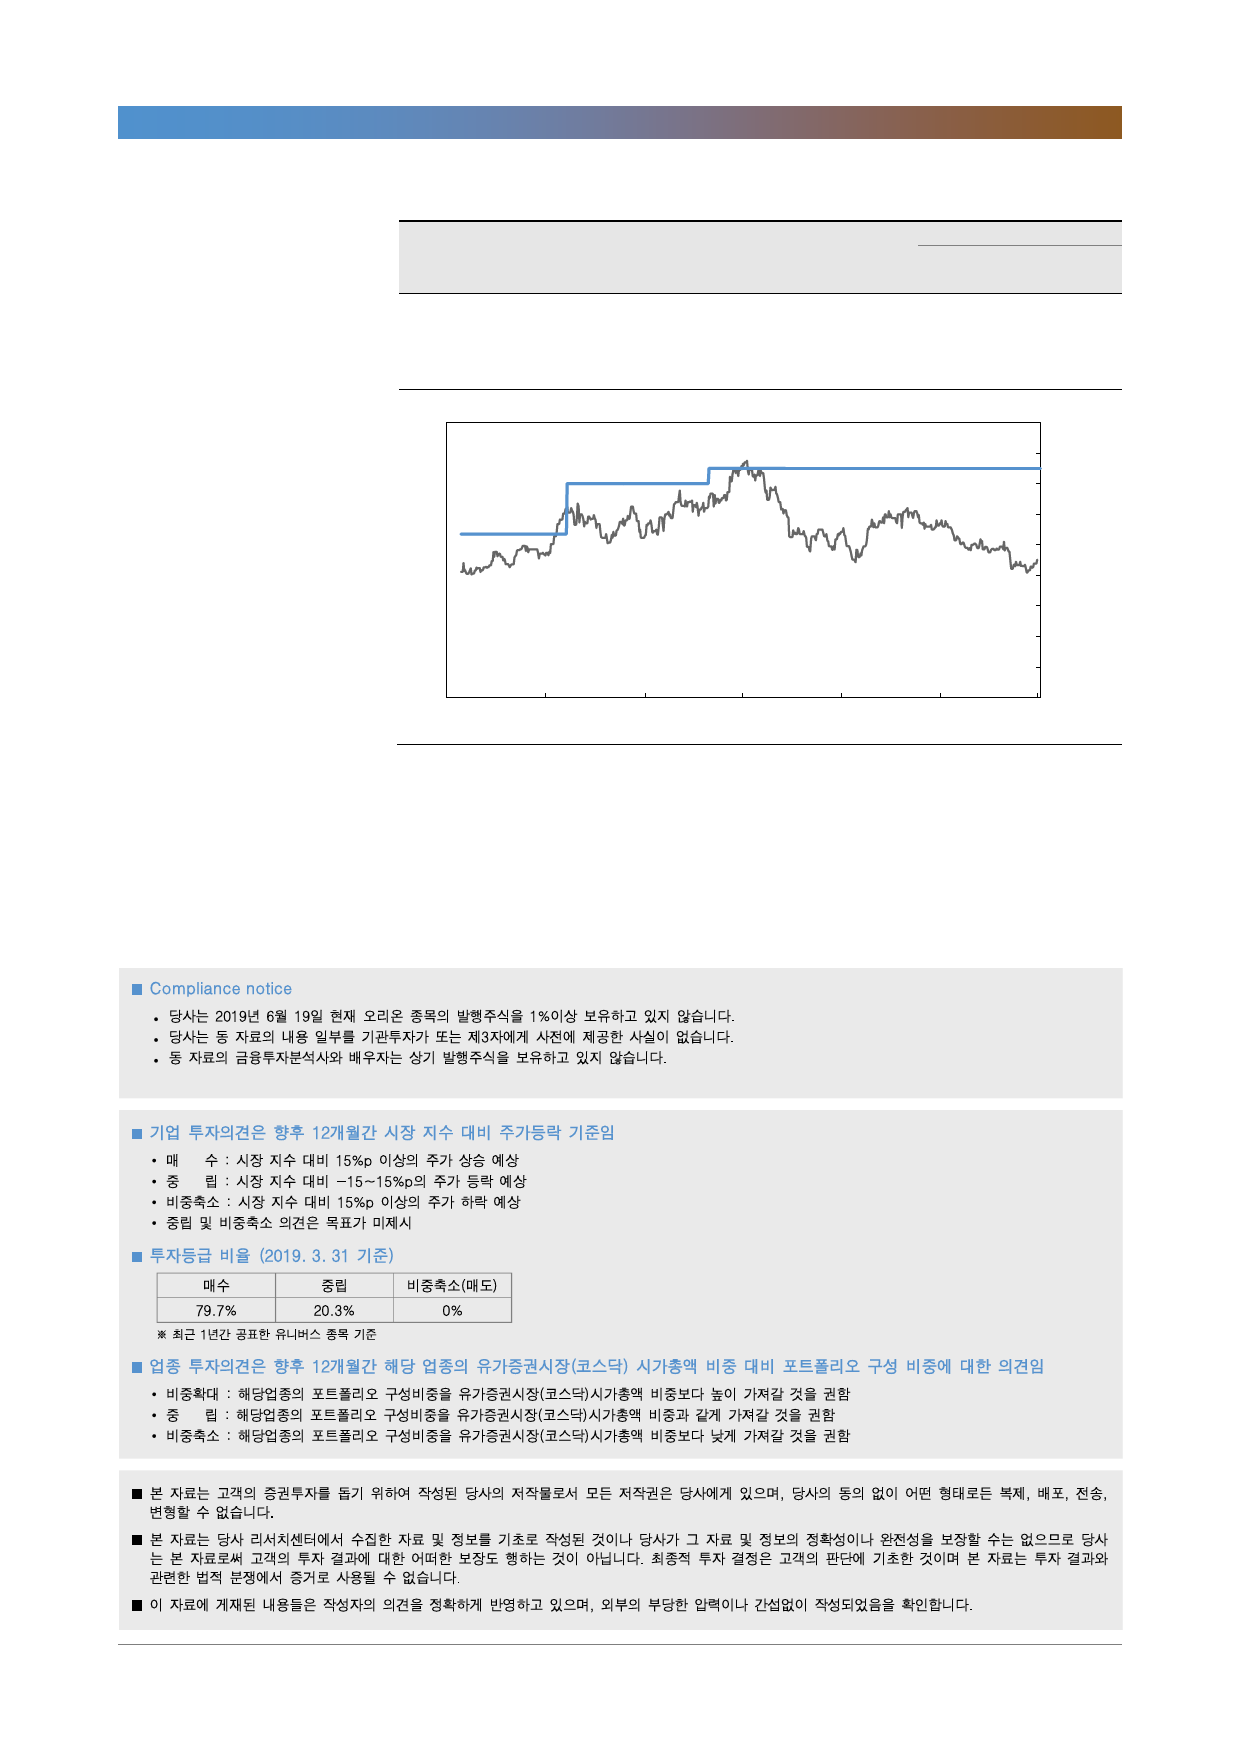 ■ Compliance notice
• 당사는 2019년 6월 19일 현재 오리온 종목의 발행주식을 1%이상 보유하고 있지 않습니다.
• 당사는 동 자료의 내용 일부를 기관투자가 또는 제3자에게 사전에 제공한 사실이 없습니다.
• 동 자료의 금융투자분석사와 배우자는 상기 발행주식을 보유하고 있지 않습니다.
■ 기업 투자의견은 향후 12개월간 시장 지수 대비 주가등락 기준임
• 매 수 : 시장 지수 대비 15%p 이상의 주가 상승 예상
• 중 립 : 시장 지수 대비 -15~15%p의 주가 등락 예상
• 비중축소 : 시장 지수 대비 15%p 이상의 주가 하락 예상
• 중립 및 비중축소 의견은 목표가 미제시
■ 투자등급 비율 (2019. 3. 31 기준)
매수 중립 비중축소(매도)
79.7% 20.3% 0%
※ 최근 1년간 공표한 유니버스 종목 기준
■ 업종 투자의견은 향후 12개월간 해당 업종의 유가증권시장(코스닥) 시가총액 비중 대비 포트폴리오 구성 비중에 대한 의견임
• 비중확대 : 해당업종의 포트폴리오 구성비중을 유가증권시장(코스닥)시가총액 비중보다 높이 가져갈 것을 권함
• 중 립 : 해당업종의 포트폴리오 구성비중을 유가증권시장(코스닥)시가총액 비중과 같게 가져갈 것을 권함
• 비중축소 : 해당업종의 포트폴리오 구성비중을 유가증권시장(코스닥)시가총액 비중보다 낮게 가져갈 것을 권함
■ 본 자료는 고객의 증권투자를 돕기 위하여 작성된 당사의 저작물로서 모든 저작권은 당사에게 있으며, 당사의 동의 없이 어떤 형태로든 복제, 배포, 전송,
변형할 수 없습니다.
■ 본 자료는 당사 리서치센터에서 수집한 자료 및 정보를 기초로 작성된 것이나 당사가 그 자료 및 정보의 정확성이나 완전성을 보장할 수는 없으므로 당사
는 본 자료로써 고객의 투자 결과에 대한 어떠한 보장도 행하는 것이 아닙니다. 최종적 투자 결정은 고객의 판단에 기초한 것이며 본 자료는 투자 결과와
관련한 법적 분쟁에서 증거로 사용될 수 없습니다.
■ 이 자료에 게재된 내용들은 작성자의 의견을 정확하게 반영하고 있으며, 외부의 부당한 압력이나 간섭없이 작성되었음을 확인합니다.